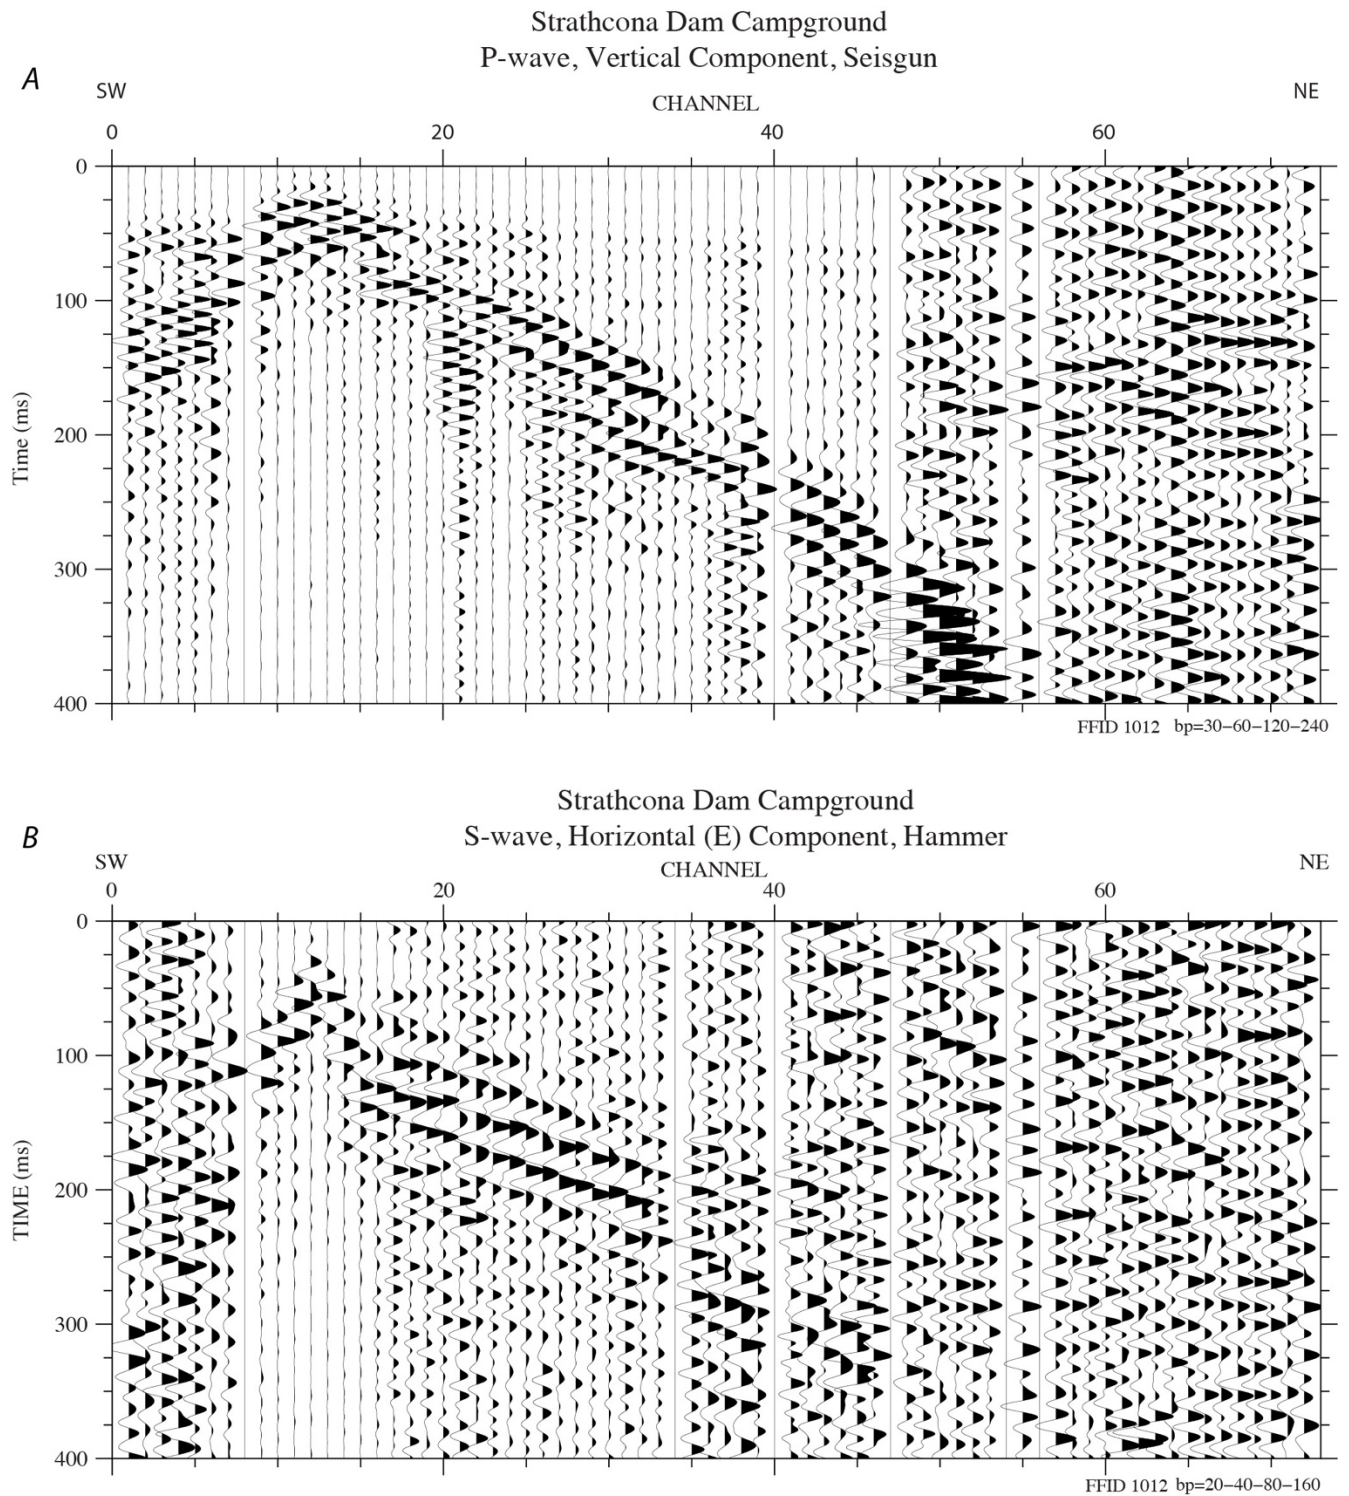 Strathcona Dam Campground
P-wave, Vertical Component, Seisgun
A
SW
NE
CHANNEL
0 20 40 60
0
100
200
300
400
Time (ms)
FFID 1012 bp=30–60–120–240
Strathcona Dam Campground
S-wave, Horizontal (E) Component, Hammer
B
SW
NE
CHANNEL
0 20 40 60
0
100
200
300
400
TIME (ms)
FFID 1012 bp=20–40–80–160